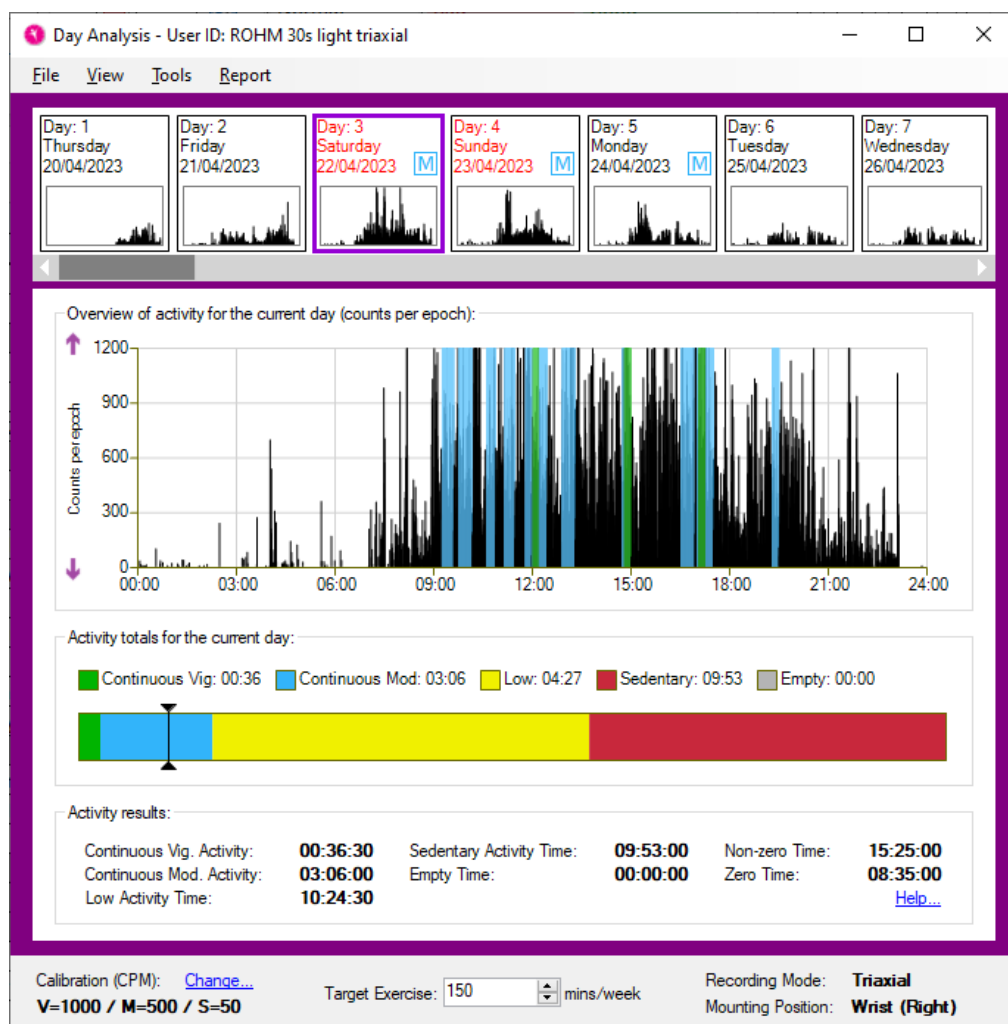 Day Analysis - User ID: ROHM 30s light triaxial
File View Tools Report
Day: 1
Thursday
20/04/2023
Day: 2
Friday
21/04/2023
Day: 3
Saturday
22/04/2023 M
Day: 4
Sunday
23/04/2023 M
Day: 5
Monday
24/04/2023 M
Day: 6
Tuesday
25/04/2023
Day: 7
Wednesday
26/04/2023
Overview of activity for the current day (counts per epoch):
Counts per epoch
1200
900
600
300
0
00:00 03:00 06:00 09:00 12:00 15:00 18:00 21:00 24:00
Activity totals for the current day:
Continuous Vig: 00:36 Continuous Mod: 03:06 Low: 04:27 Sedentary: 09:53 Empty: 00:00
Activity results:
Continuous Vig. Activity: 00:36:30 Sedentary Activity Time: 09:53:00 Non-zero Time: 15:25:00
Continuous Mod. Activity: 03:06:00 Empty Time: 00:00:00 Zero Time: 08:35:00
Low Activity Time: 10:24:30 Help...
Calibration (CPM): Change... Target Exercise: 150 mins/week Recording Mode: Triaxial
V=1000 / M=500 / S=50 Mounting Position: Wrist (Right)